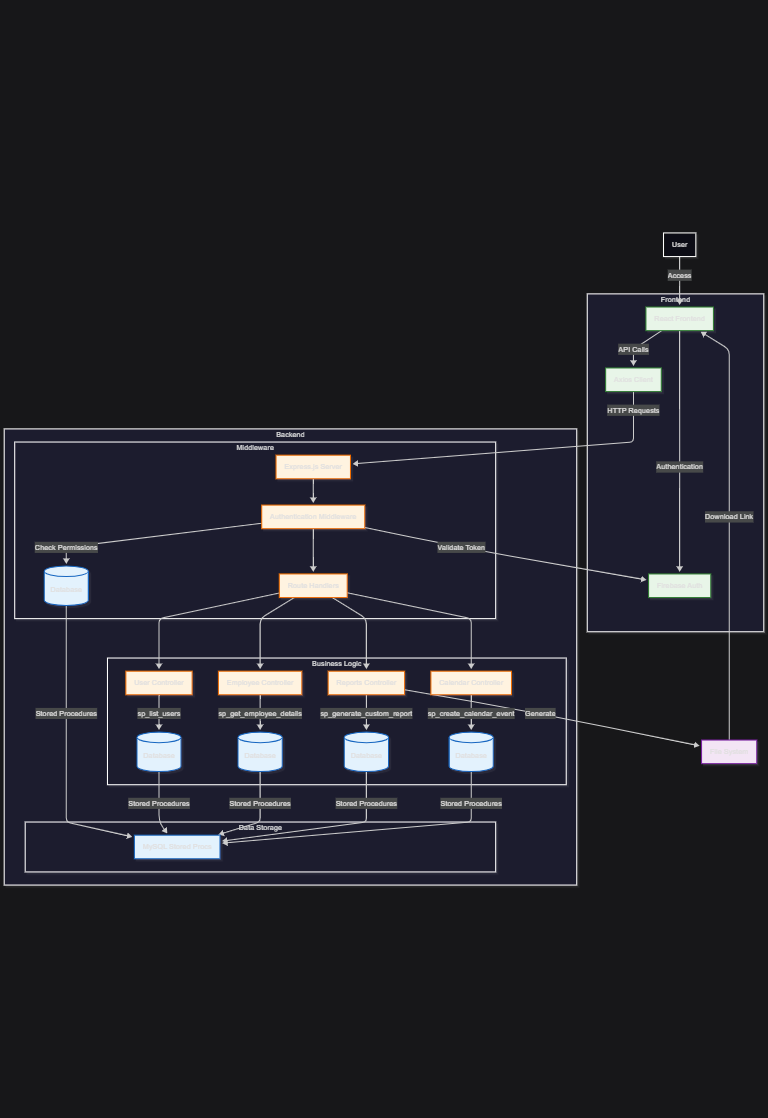 User
Access
Frontend
React Frontend
API Calls
Axios Client
HTTP Requests
Backend
Middleware
Express.js Server
Authentication
Download Link
Authentication Middleware
Check Permissions
Validate Token
Database
Route Handlers
Firebase Auth
Business Logic
User Controller
Employee Controller
Reports Controller
Calendar Controller
Stored Procedures
sp_list_users
sp_get_employee_details
sp_generate_custom_report
sp_create_calendar_event
Generate
Database
Database
Database
Database
File System
Stored Procedures
Stored Procedures
Stored Procedures
Stored Procedures
Data Storage